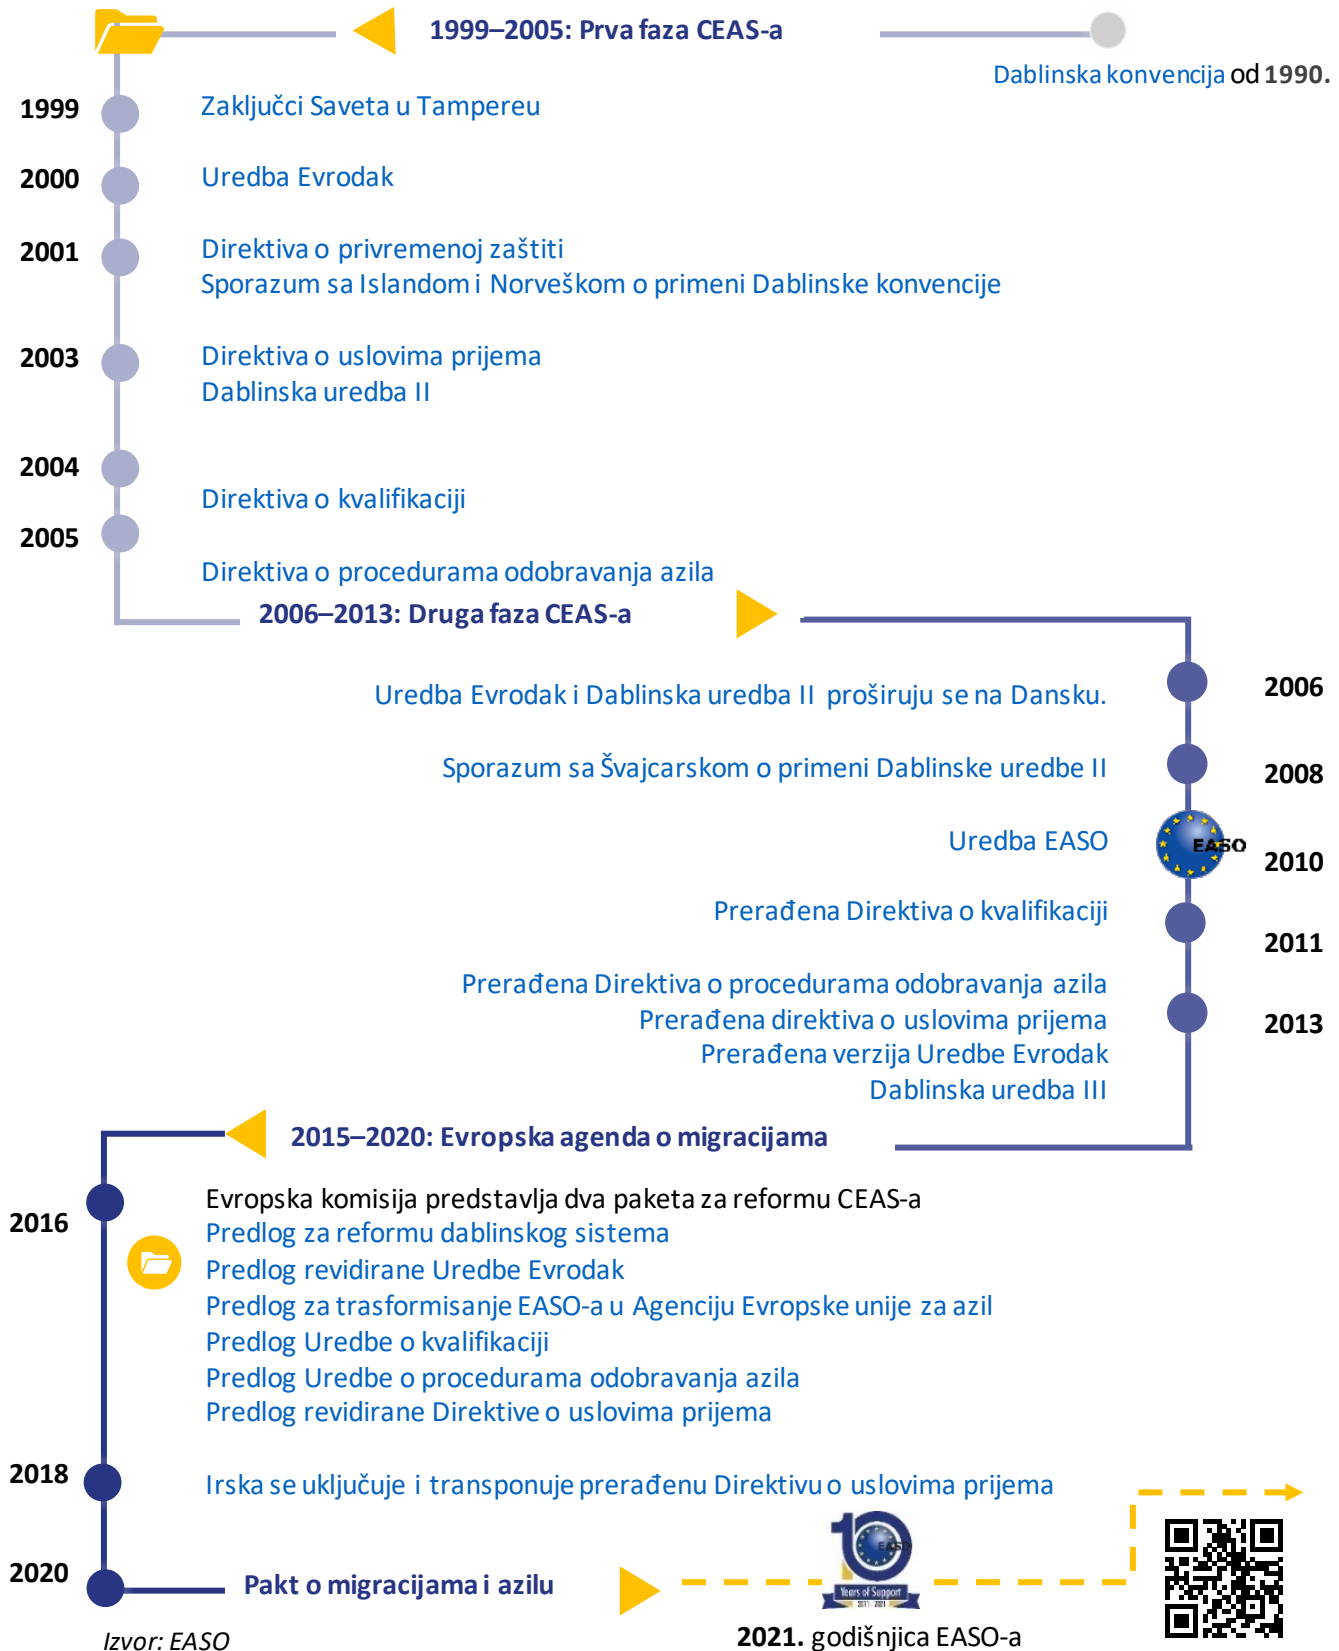 1999–2005: Prva faza CEAS-a
Dablinska konvencija od 1990.
1999
Zaključci Saveta u Tampereu
2000
Uredba Evrodak
2001
Direktiva o privremenoj zaštiti
Sporazum sa Islandom i Norveškom o primeni Dablinske konvencije
2003
Direktiva o uslovima prijema
Dablinska uredba II
2004
Direktiva o kvalifikaciji
2005
Direktiva o procedurama odobravanja azila
2006–2013: Druga faza CEAS-a
Uredba Evrodak i Dablinska uredba II proširuju se na Dansku.
2006
Sporazum sa Švajcarskom o primeni Dablinske uredbe II
2008
Uredba EASO
EASO
2010
Prerađena Direktiva o kvalifikaciji
2011
Prerađena Direktiva o procedurama odobravanja azila
Prerađena direktiva o uslovima prijema
2013
Prerađena verzija Uredbe Evrodak
Dablinska uredba III
2015–2020: Evropska agenda o migracijama
2016
Evropska komisija predstavlja dva paketa za reformu CEAS-a
Predlog za reformu dablinskog sistema
Predlog revidirane Uredbe Evrodak
Predlog za trasformisanje EASO-a u Agenciju Evropske unije za azil
Predlog Uredbe o kvalifikaciji
Predlog Uredbe o procedurama odobravanja azila
Predlog revidirane Direktive o uslovima prijema
2018
Irska se uključuje i transponuje prerađenu Direktivu o uslovima prijema
2020
Pakt o migracijama i azilu
10
EASO
Years of Support
2011 - 2021
2021. godišnjica EASO-a
Izvor: EASO